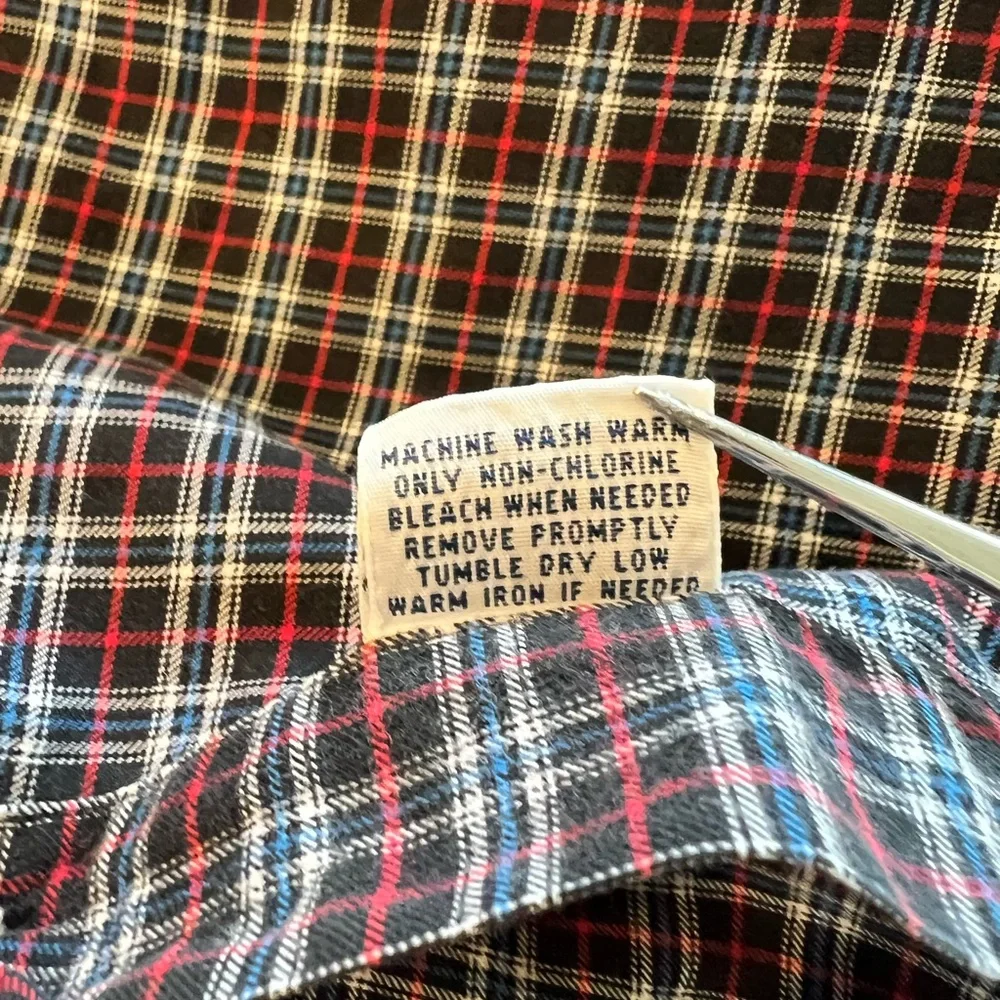 MACHINE WASH WARM
ONLY NON-CHLORINE
BLEACH WHEN NEEDED
REMOVE PROMPTLY
TUMBLE DRY LOW
WARM IRON IF NEEDED